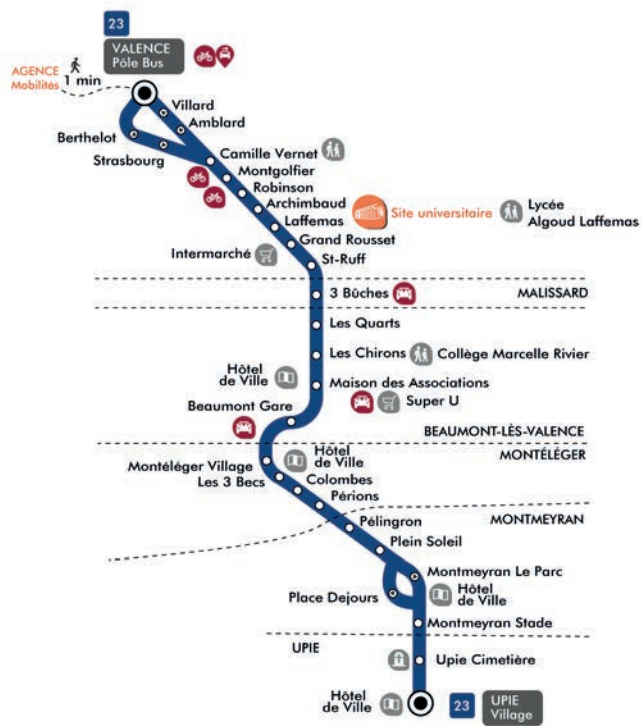 23
VALENCE
Pôle Bus
AGENCE
Mobilités
1 min
Villard
Amblard
Berthelot
Strasbourg
Camille Vernet
Montgolfier
Robinson
Archimbaud
Laffemas
Site universitaire
Lycée
Algoud Laffemas
Grand Rousset
Intermarché
St-Ruff
3 Bûches
MALISSARD
Les Quarts
Les Chirons
Collège Marcelle Rivier
Hôtel
de Ville
Maison des Associations
Super U
Beaumont Gare
BEAUMONT-LÈS-VALENCE
MONTÉLÉGER
Hôtel
de Ville
Montéléger Village
Les 3 Becs
Colombes
Périons
Pélingron
MONTMEYRAN
Plein Soleil
Montmeyran Le Parc
Place Dejours
Hôtel
de Ville
Montmeyran Stade
UPIE
Upie Cimetière
Hôtel
de Ville
23
UPIE
Village